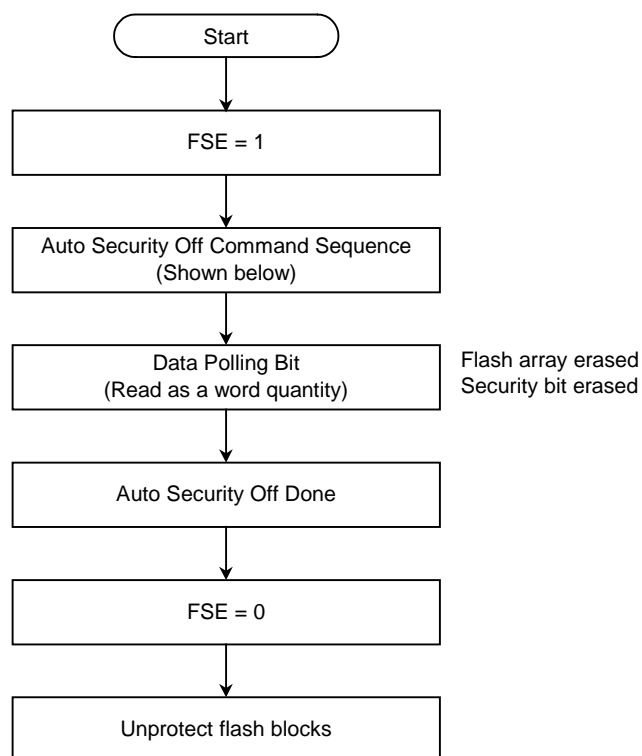 Start
FSE = 1
Auto Security Off Command Sequence
(Shown below)
Data Polling Bit
(Read as a word quantity)
Flash array erased
Security bit erased
Auto Security Off Done
FSE = 0
Unprotect flash blocks